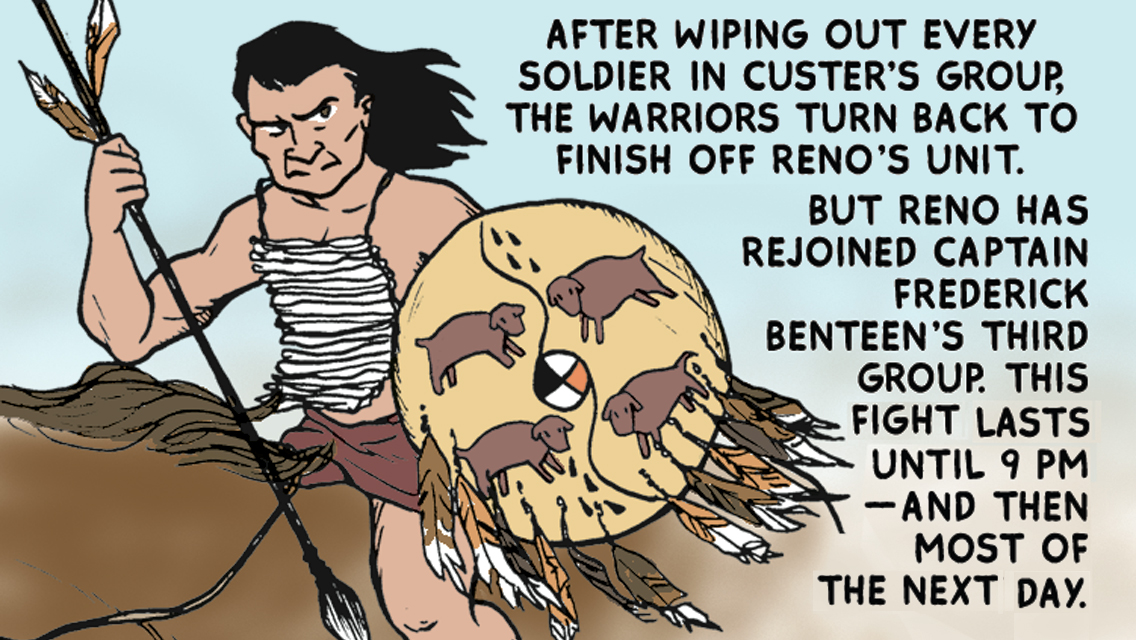 AFTER WIPING OUT EVERY
SOLDIER IN CUSTER'S GROUP,
THE WARRIORS TURN BACK TO
FINISH OFF RENO'S UNIT.
BUT RENO HAS
REJOINED CAPTAIN
FREDERICK
BENTEEN'S THIRD
GROUP. THIS
FIGHT LASTS
UNTIL 9 PM
—AND THEN
MOST OF
THE NEXT DAY.